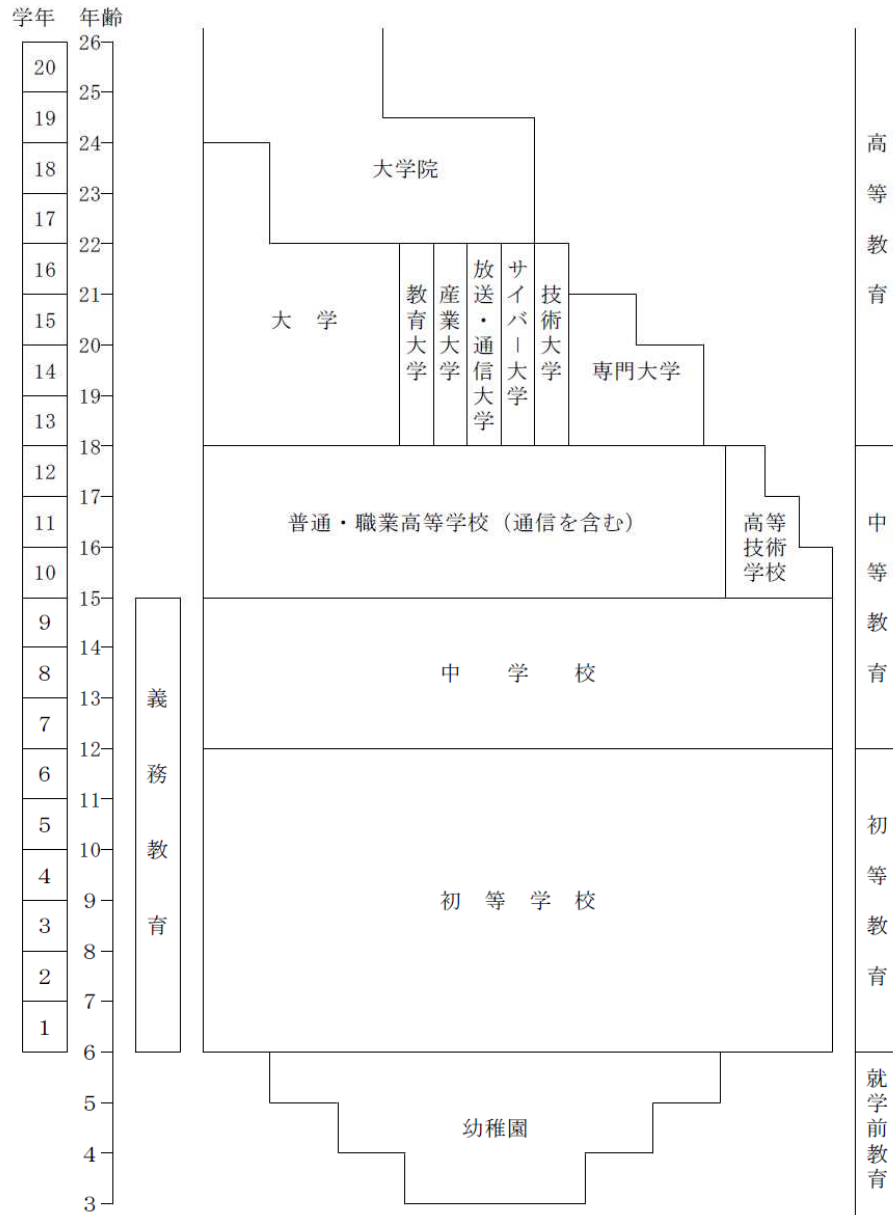 学年 年齢
26
20
25
19
24
18
23
17
22
16
21
15
20
14
19
13
18
12
17
11
16
10
15
9
14
8
13
7
12
6
11
5
10
4
9
3
8
2
7
1
6
5
4
3
義務教育
大学院
大学
教育大学
産業大学
放送・通信大学
サイバー大学
技術大学
専門大学
普通・職業高等学校（通信を含む）
高等
技術
学校
中学校
初等学校
幼稚園
高等教育
中等教育
初等教育
就学前教育